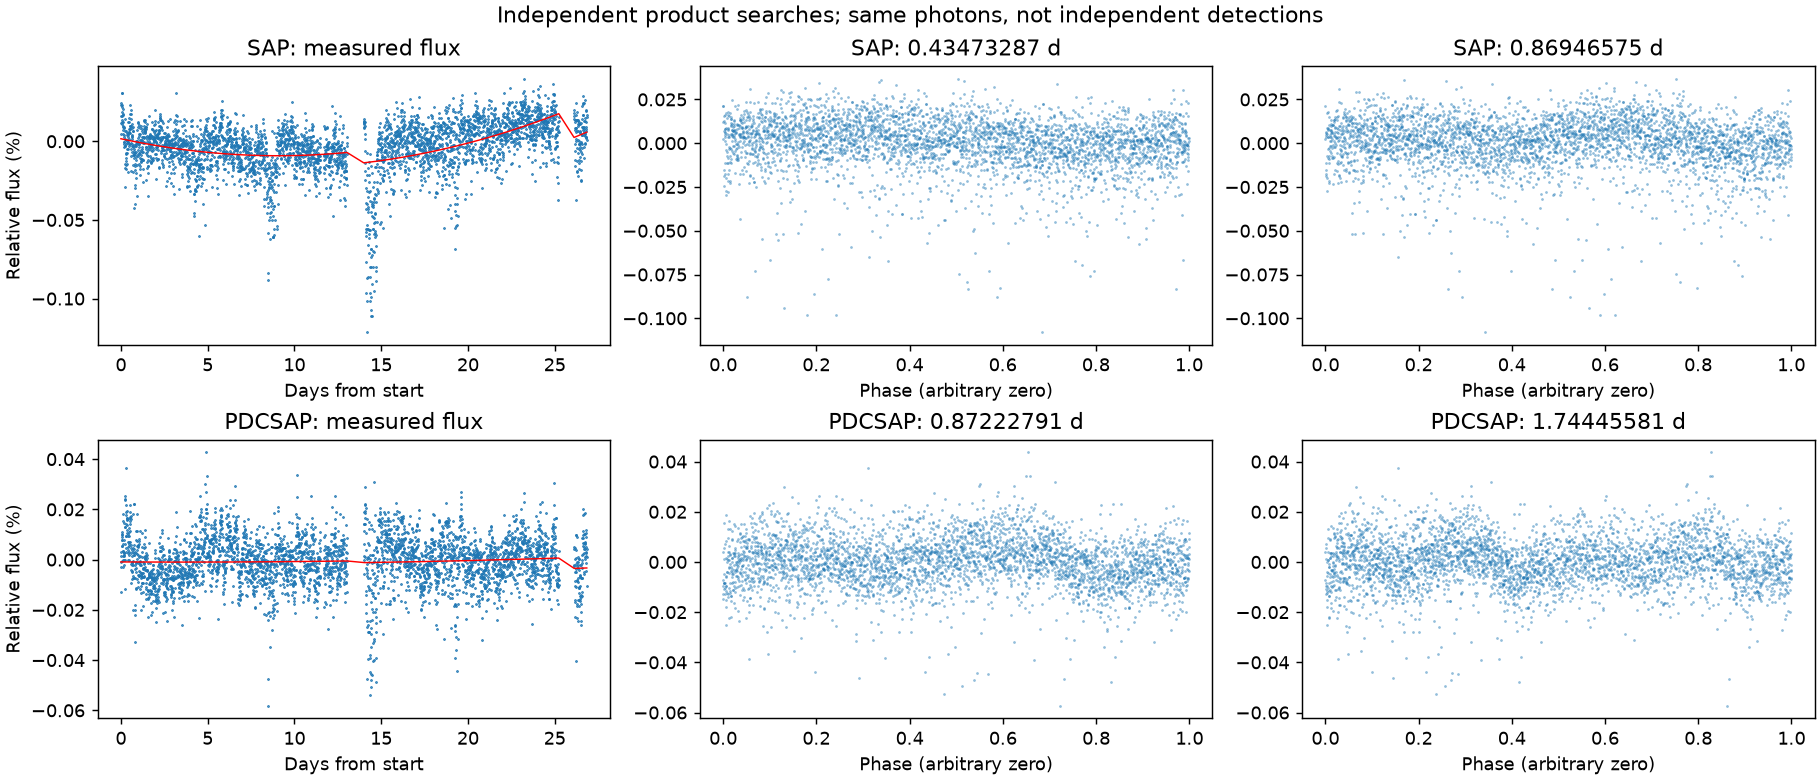 Independent product searches; same photons, not independent detections
SAP: measured flux
SAP: 0.43473287 d
SAP: 0.86946575 d
Relative flux (%)
0.00
−0.05
−0.10
0 5 10 15 20 25
Days from start
0.025
0.000
−0.025
−0.050
−0.075
−0.100
0.0 0.2 0.4 0.6 0.8 1.0
Phase (arbitrary zero)
0.025
0.000
−0.025
−0.050
−0.075
−0.100
0.0 0.2 0.4 0.6 0.8 1.0
Phase (arbitrary zero)
PDCSAP: measured flux
PDCSAP: 0.87222791 d
PDCSAP: 1.74445581 d
Relative flux (%)
0.04
0.02
0.00
−0.02
−0.04
−0.06
0 5 10 15 20 25
Days from start
0.04
0.02
0.00
−0.02
−0.04
−0.06
0.0 0.2 0.4 0.6 0.8 1.0
Phase (arbitrary zero)
0.04
0.02
0.00
−0.02
−0.04
−0.06
0.0 0.2 0.4 0.6 0.8 1.0
Phase (arbitrary zero)